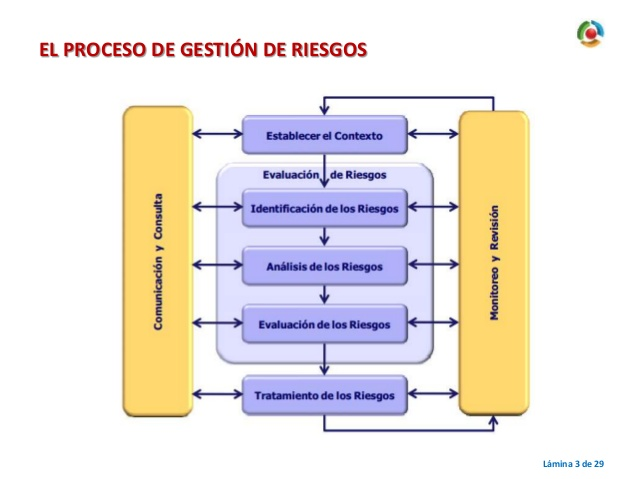 EL PROCESO DE GESTIÓN DE RIESGOS
Establecer el Contexto
Evaluación de Riesgos
Identificación de los Riesgos
Análisis de los Riesgos
Evaluación de los Riesgos
Tratamiento de los Riesgos
Comunicación y Consulta
Monitoreo y Revisión
Lámina 3 de 29